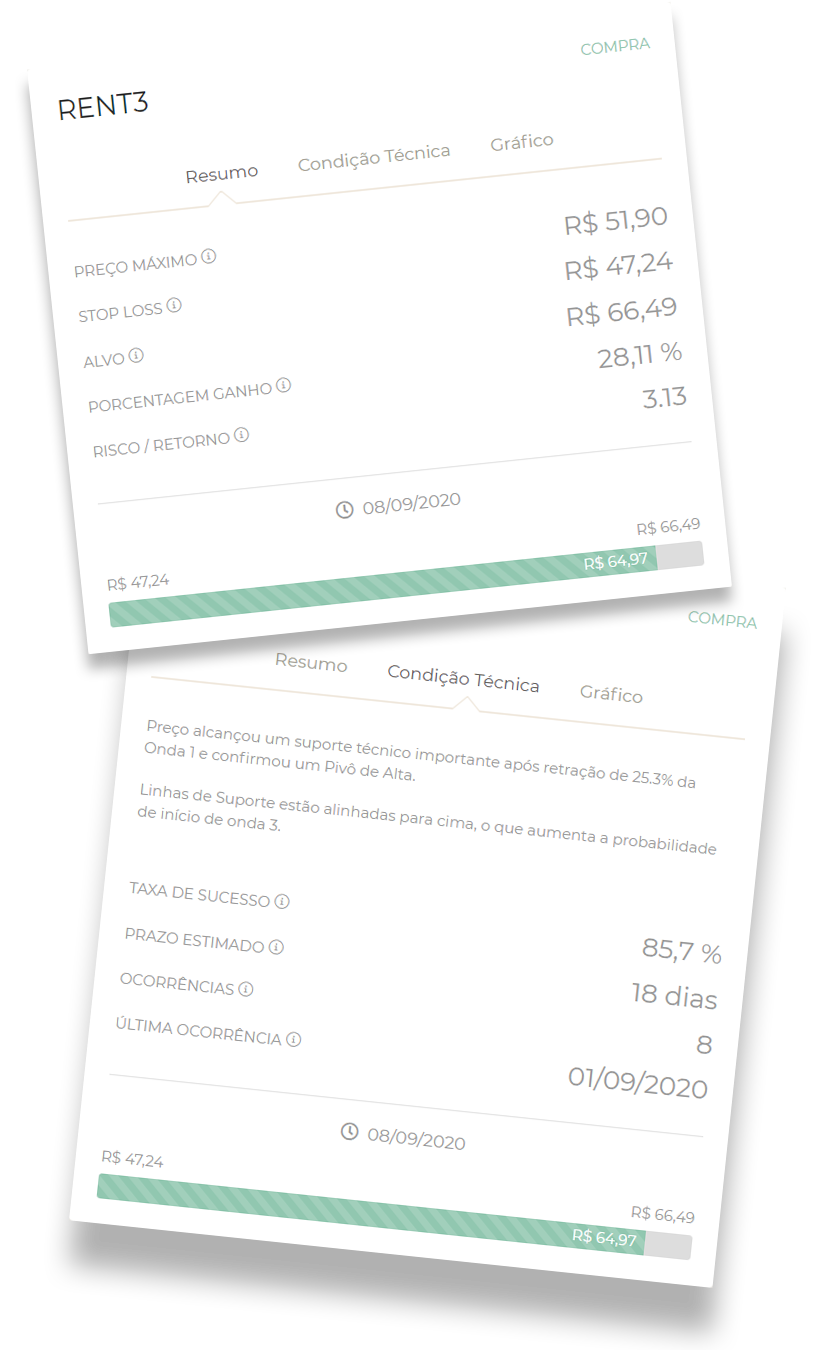 COMPRA
RENT3
Resumo Condição Técnica Gráfico
PREÇO MÁXIMO R$ 51,90
STOP LOSS R$ 47,24
ALVO R$ 66,49
PORCENTAGEM GANHO 28,11 %
RISCO / RETORNO 3.13
08/09/2020
R$ 47,24 R$ 66,49
R$ 64,97
COMPRA
Resumo Condição Técnica Gráfico
Preço alcançou um suporte técnico importante após retração de 25.3% da
Onda 1 e confirmou um Pivô de Alta.
Linhas de Suporte estão alinhadas para cima, o que aumenta a probabilidade
de início de onda 3.
TAXA DE SUCESSO 85,7 %
PRAZO ESTIMADO 18 dias
OCORRÊNCIAS 8
ÚLTIMA OCORRÊNCIA 01/09/2020
08/09/2020
R$ 47,24 R$ 66,49
R$ 64,97